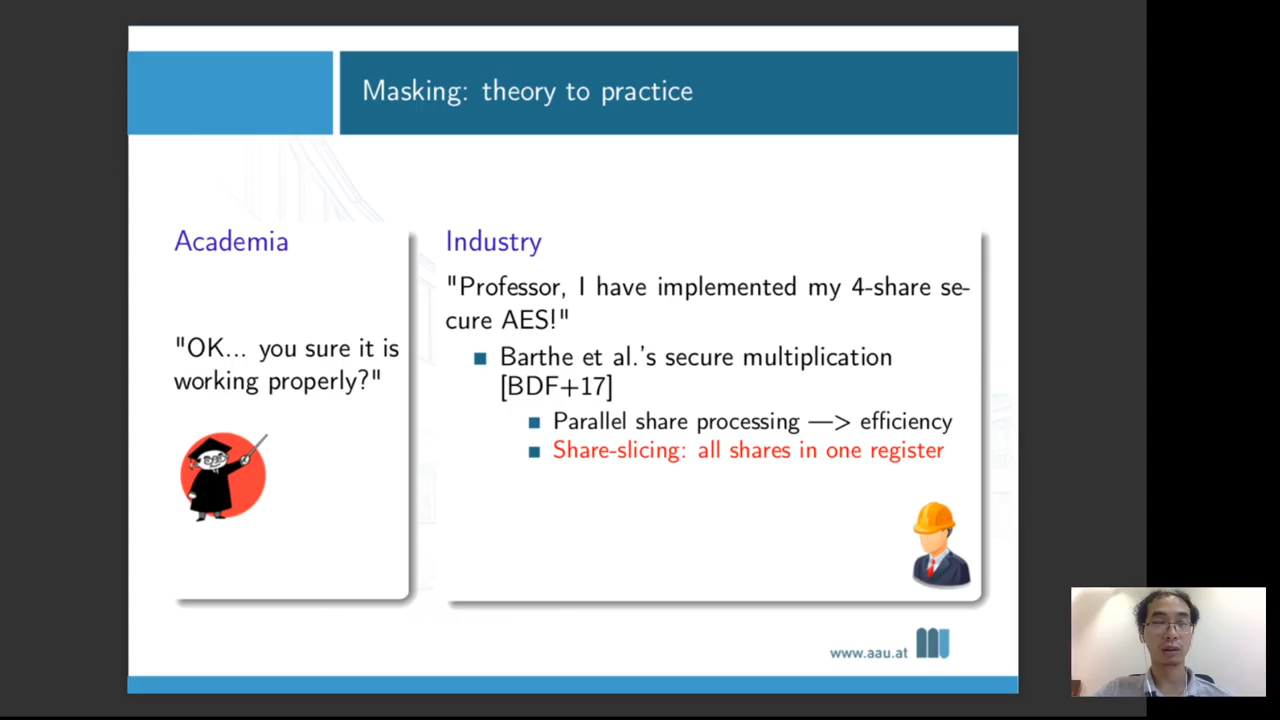 Masking: theory to practice
Academia
"OK... you sure it is
working properly?"
Industry
"Professor, I have implemented my 4-share se-
cure AES!"
Barthe et al.'s secure multiplication
[BDF+17]
Parallel share processing —> efficiency
Share-slicing: all shares in one register
www.aau.at